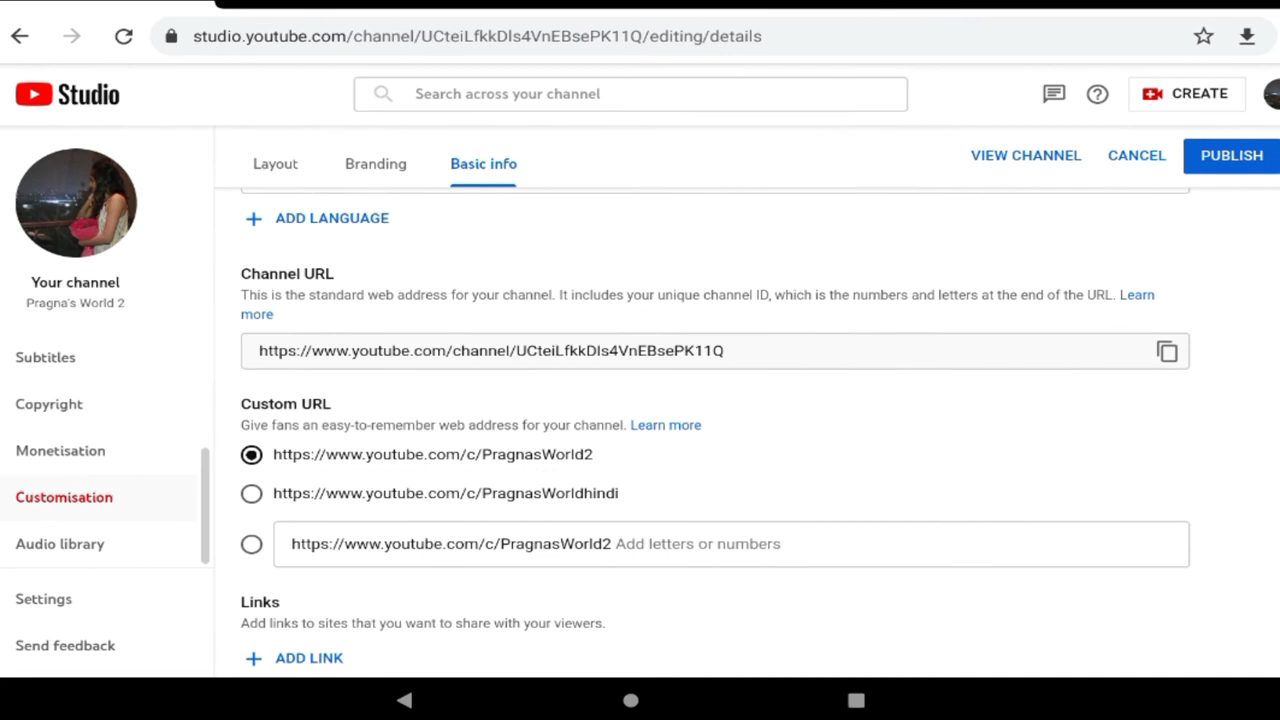 studio.youtube.com/channel/UCteiLfkkDls4VnEBsePK11Q/editing/details
Studio
Search across your channel
CREATE
Layout
Branding
Basic info
VIEW CHANNEL
CANCEL
PUBLISH
Your channel
Pragna's World 2
Subtitles
Copyright
Monetisation
Customisation
Audio library
Settings
Send feedback
ADD LANGUAGE
Channel URL
This is the standard web address for your channel. It includes your unique channel ID, which is the numbers and letters at the end of the URL. Learn
more
https://www.youtube.com/channel/UCteiLfkkDls4VnEBsePK11Q
Custom URL
Give fans an easy-to-remember web address for your channel. Learn more
https://www.youtube.com/c/PragnasWorld2
https://www.youtube.com/c/PragnasWorldhindi
https://www.youtube.com/c/PragnasWorld2 Add letters or numbers
Links
Add links to sites that you want to share with your viewers.
ADD LINK